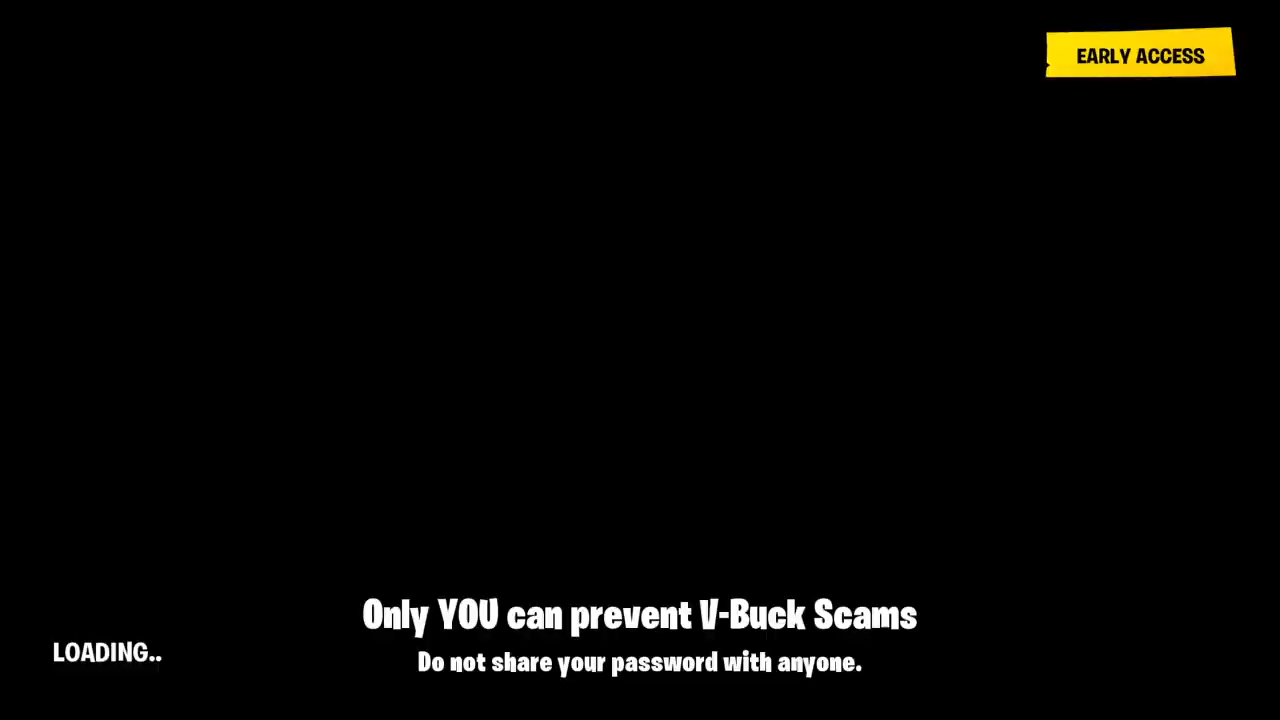 EARLY ACCESS
Only YOU can prevent V-Buck Scams
LOADING..
Do not share your password with anyone.